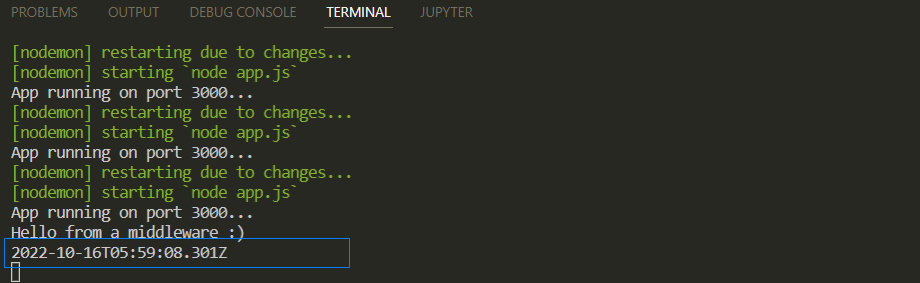 PROBLEMS OUTPUT DEBUG CONSOLE TERMINAL JUPYTER
[nodemon] restarting due to changes...
[nodemon] starting `node app.js`
App running on port 3000...
[nodemon] restarting due to changes...
[nodemon] starting `node app.js`
App running on port 3000...
[nodemon] restarting due to changes...
[nodemon] starting `node app.js`
App running on port 3000...
Hello from a middleware :)
2022-10-16T05:59:08.301Z